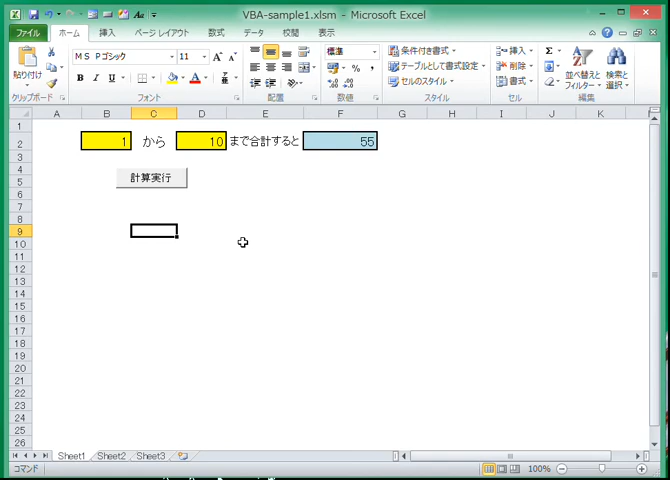 VBA-sample1.xlsm - Microsoft Excel
ファイル ホーム 挿入 ページ レイアウト 数式 データ 校閲 開発 表示
貼り付け
クリップボード
ＭＳ Ｐゴシック 11
B I U
フォント
配置
標準
% ,
数値
条件付き書式
テーブルとして書式設定
セルのスタイル
スタイル
挿入
削除
書式
セル
Σ
並べ替えと
フィルター
検索と
選択
編集
A B C D E F G H I J K
1
2 1 から 10 まで合計すると 55
3
4
5 計算実行
6
7
8
9
10
11
12
13
14
15
16
17
18
19
20
21
22
23
24
25
26
Sheet1 Sheet2 Sheet3
コマンド 100%